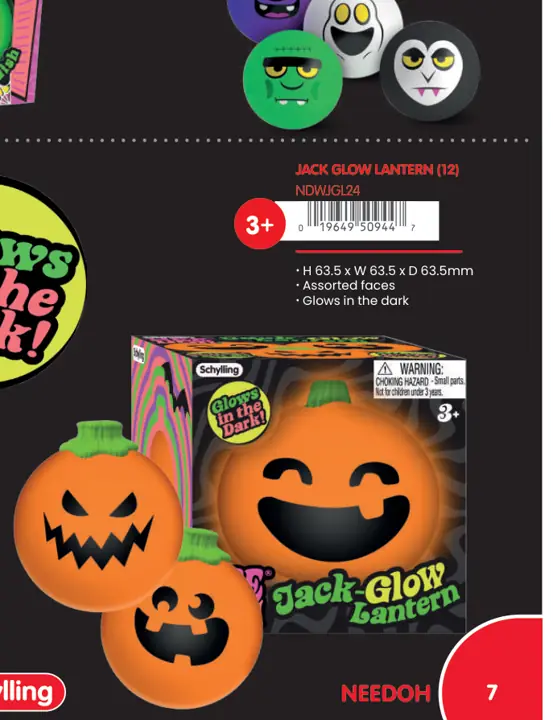 JACK GLOW LANTERN (12)
NDWJGL24
3+
0 19649 50944 7
· H 63.5 x W 63.5 x D 63.5mm
· Assorted faces
· Glows in the dark
Schylling
Schylling
WARNING:
CHOKING HAZARD - Small parts.
Not for children under 3 years.
Glows
in the
Dark!
3+
Jack-Glow
Lantern
NEEDOH
7